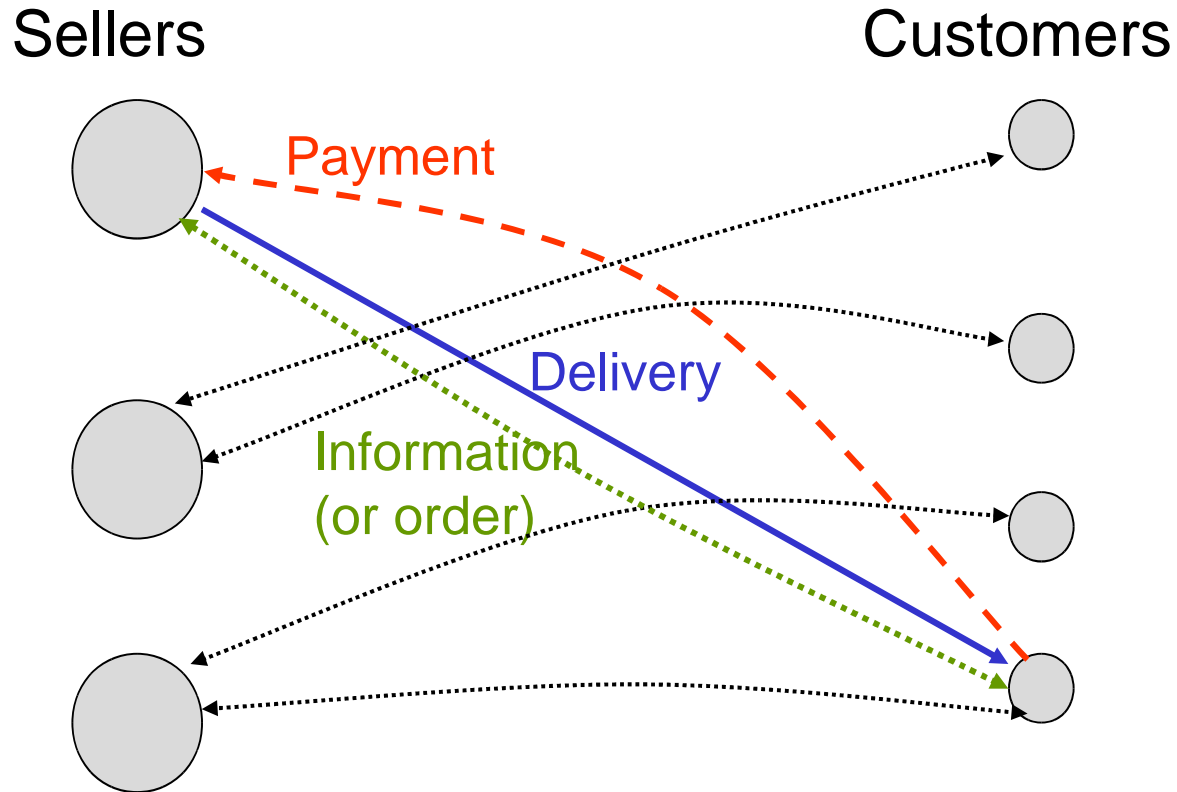 Sellers
Customers
Payment
Delivery
Information
(or order)